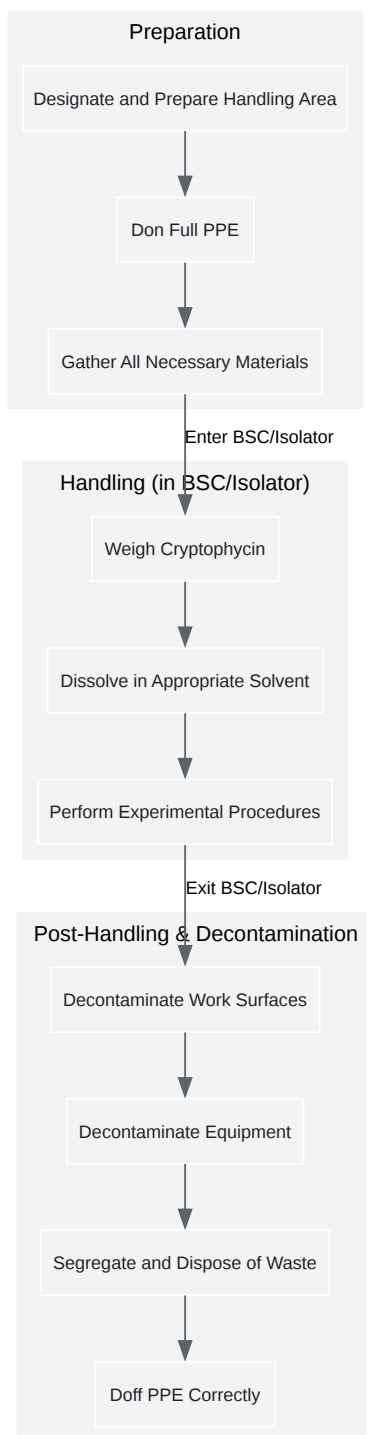 Preparation
Designate and Prepare Handling Area
Don Full PPE
Gather All Necessary Materials
Enter BSC/Isolator
Handling (in BSC/Isolator)
Weigh Cryptophycin
Dissolve in Appropriate Solvent
Perform Experimental Procedures
Exit BSC/Isolator
Post-Handling & Decontamination
Decontaminate Work Surfaces
Decontaminate Equipment
Segregate and Dispose of Waste
Doff PPE Correctly